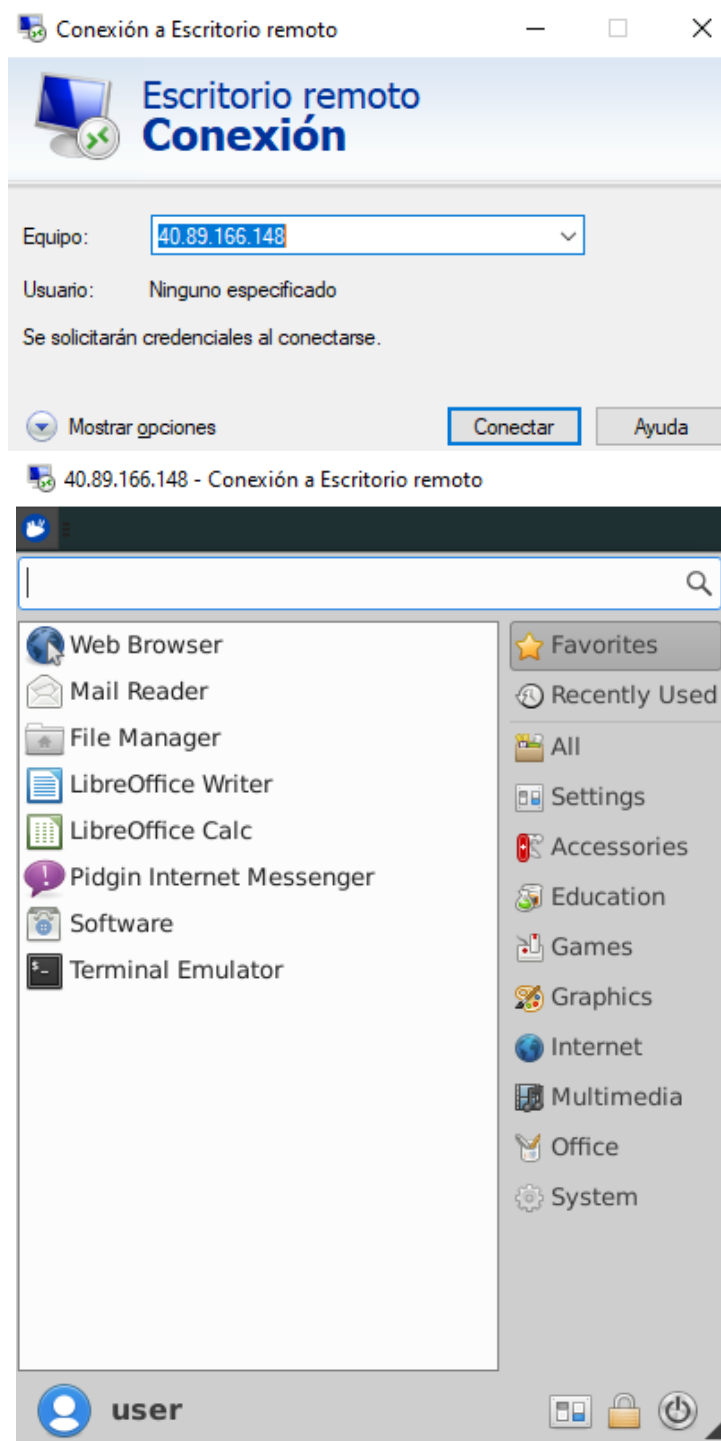 Conexión a Escritorio remoto
Escritorio remoto
Conexión
Equipo: 40.89.166.148
Usuario: Ninguno especificado
Se solicitarán credenciales al conectarse.
Mostrar opciones Conectar Ayuda
40.89.166.148 - Conexión a Escritorio remoto
Web Browser
Mail Reader
File Manager
LibreOffice Writer
LibreOffice Calc
Pidgin Internet Messenger
Software
Terminal Emulator
Favorites
Recently Used
All
Settings
Accessories
Education
Games
Graphics
Internet
Multimedia
Office
System
user